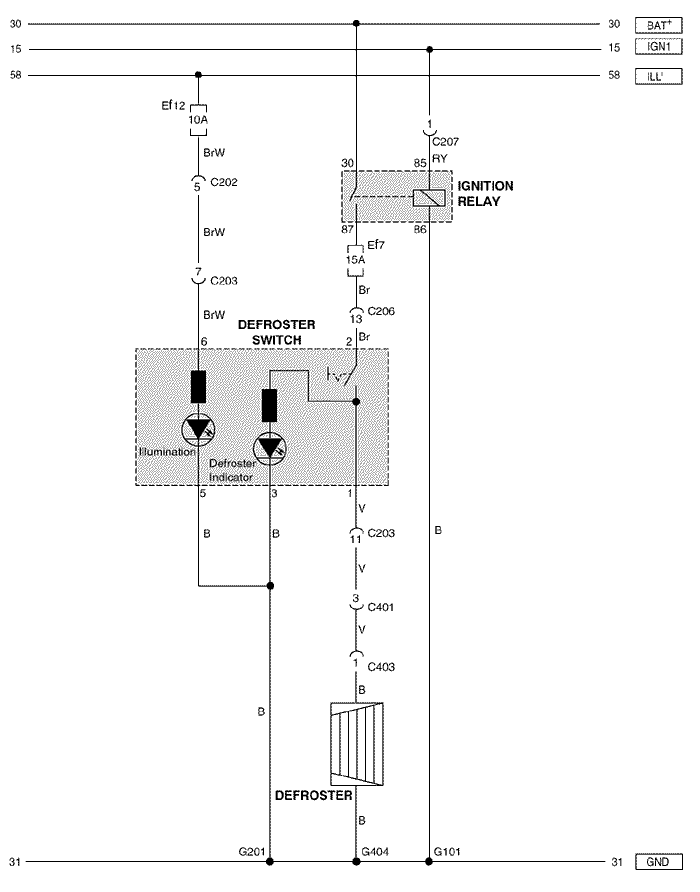 30 30 BAT+
15 15 IGN1
58 58 ILL'
Ef12
10A
1
C207
BrW
RY
30 85
5 C202
IGNITION
RELAY
87 86
BrW
Ef7
15A
7
C203
Br
C206
13
BrW
DEFROSTER
SWITCH
Br
6 2
Illumination
Defroster
Indicator
5 3 1
V
B B C203 B
11
V
3
C401
V
1 C403
B
B
DEFROSTER
B
G201 G404 G101
31 31 GND